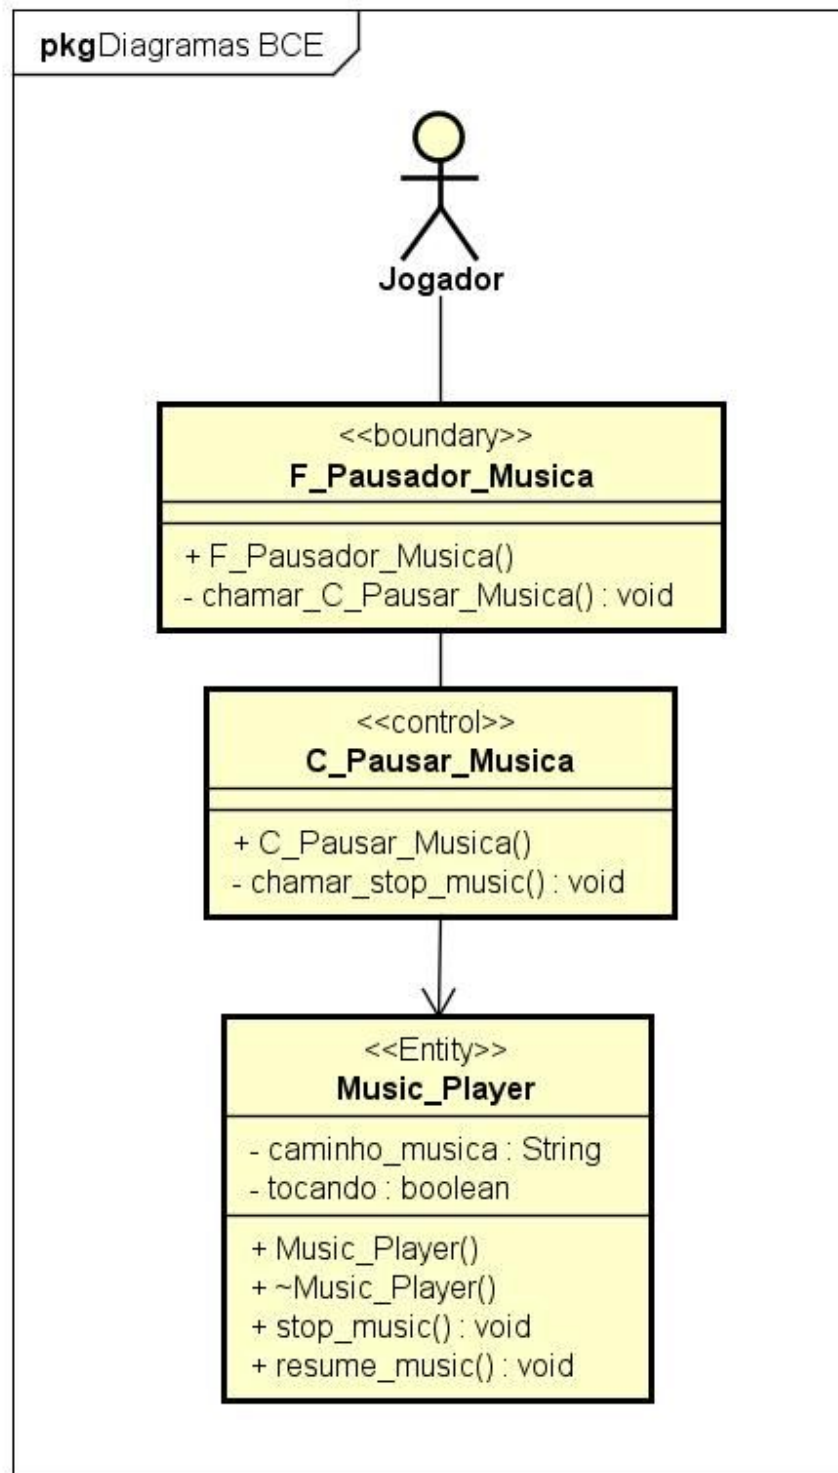 pkgDiagramas BCE
Jogador
<<boundary>>
F_Pausador_Musica
+ F_Pausador_Musica()
- chamar_C_Pausar_Musica() : void
<<control>>
C_Pausar_Musica
+ C_Pausar_Musica()
- chamar_stop_music() : void
<<Entity>>
Music_Player
- caminho_musica : String
- tocando : boolean
+ Music_Player()
+ ~Music_Player()
+ stop_music() : void
+ resume_music() : void